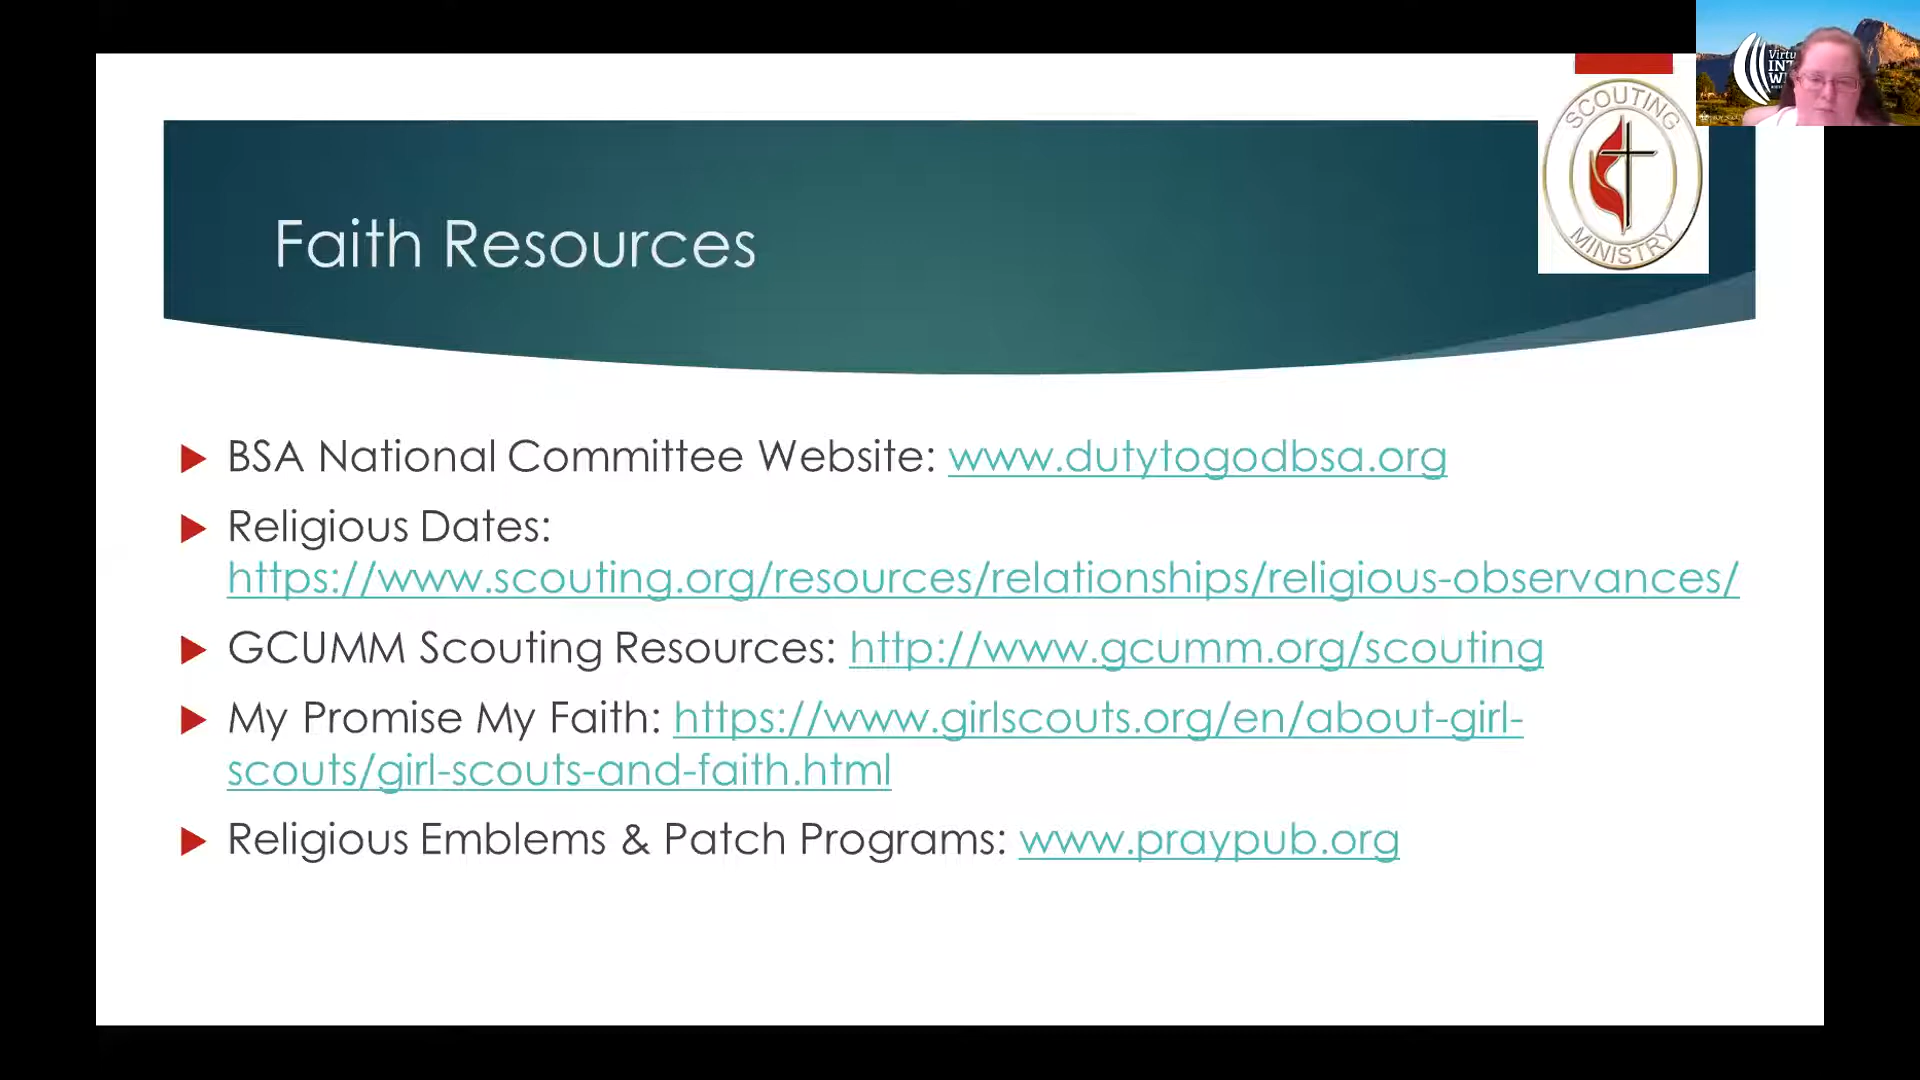 SCOUTING
MINISTRY
Faith Resources
BSA National Committee Website: www.dutytogodbsa.org
Religious Dates:
https://www.scouting.org/resources/relationships/religious-observances/
GCUMM Scouting Resources: http://www.gcumm.org/scouting
My Promise My Faith: https://www.girlscouts.org/en/about-girl-
scouts/girl-scouts-and-faith.html
Religious Emblems & Patch Programs: www.praypub.org